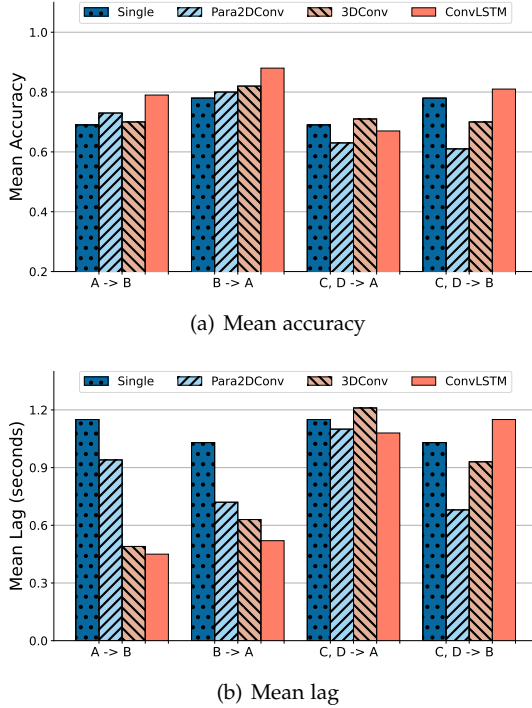 Single Para2DConv 3DConv ConvLSTM
Mean Accuracy
1.0
0.8
0.6
0.4
0.2
A -> B B -> A C, D -> A C, D -> B
(a) Mean accuracy
Single Para2DConv 3DConv ConvLSTM
Mean Lag (seconds)
1.2
0.9
0.6
0.3
0.0
A -> B B -> A C, D -> A C, D -> B
(b) Mean lag